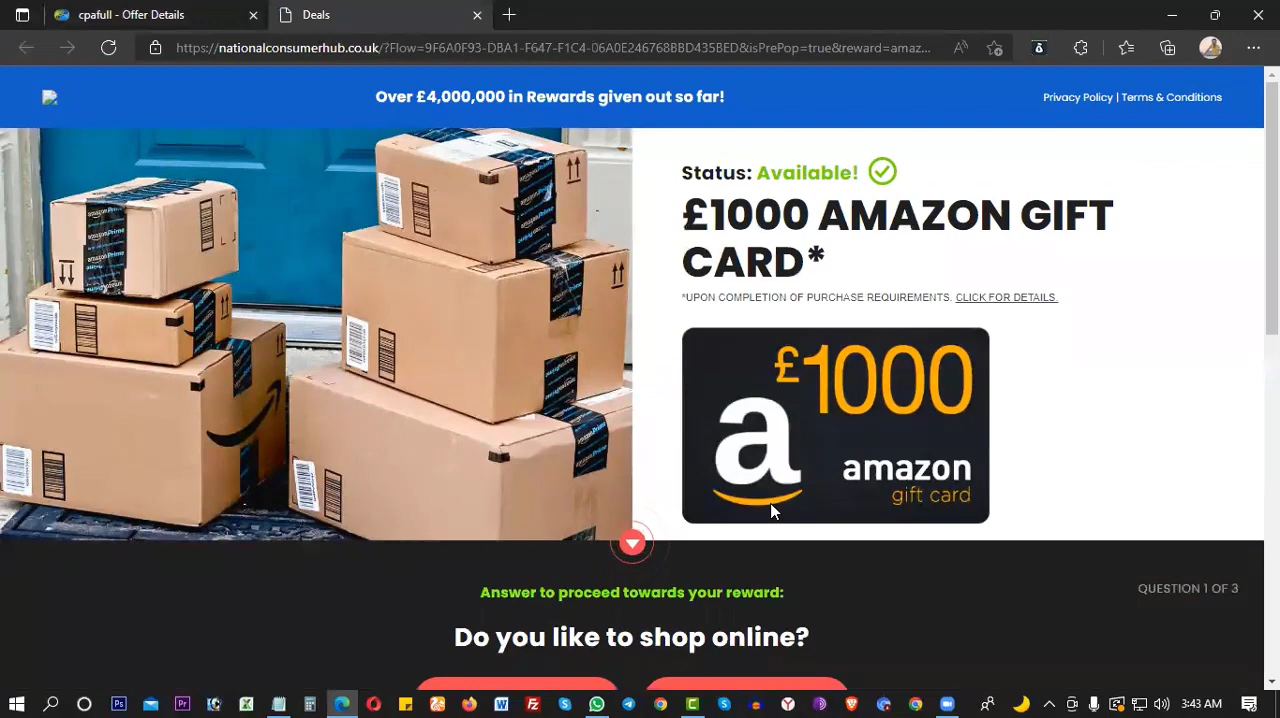 cpafull - Offer Details
Deals
https://nationalconsumerhub.co.uk/?Flow=9F6A0F93-DBA1-F647-F1C4-06A0E246768BBD435BED&isPrePop=true&reward=amaz...
Over £4,000,000 in Rewards given out so far!
Privacy Policy | Terms & Conditions
Status: Available!
£1000 AMAZON GIFT
CARD*
*UPON COMPLETION OF PURCHASE REQUIREMENTS. CLICK FOR DETAILS.
£1000
a
amazon
gift card
Answer to proceed towards your reward:
QUESTION 1 OF 3
Do you like to shop online?
3:43 AM